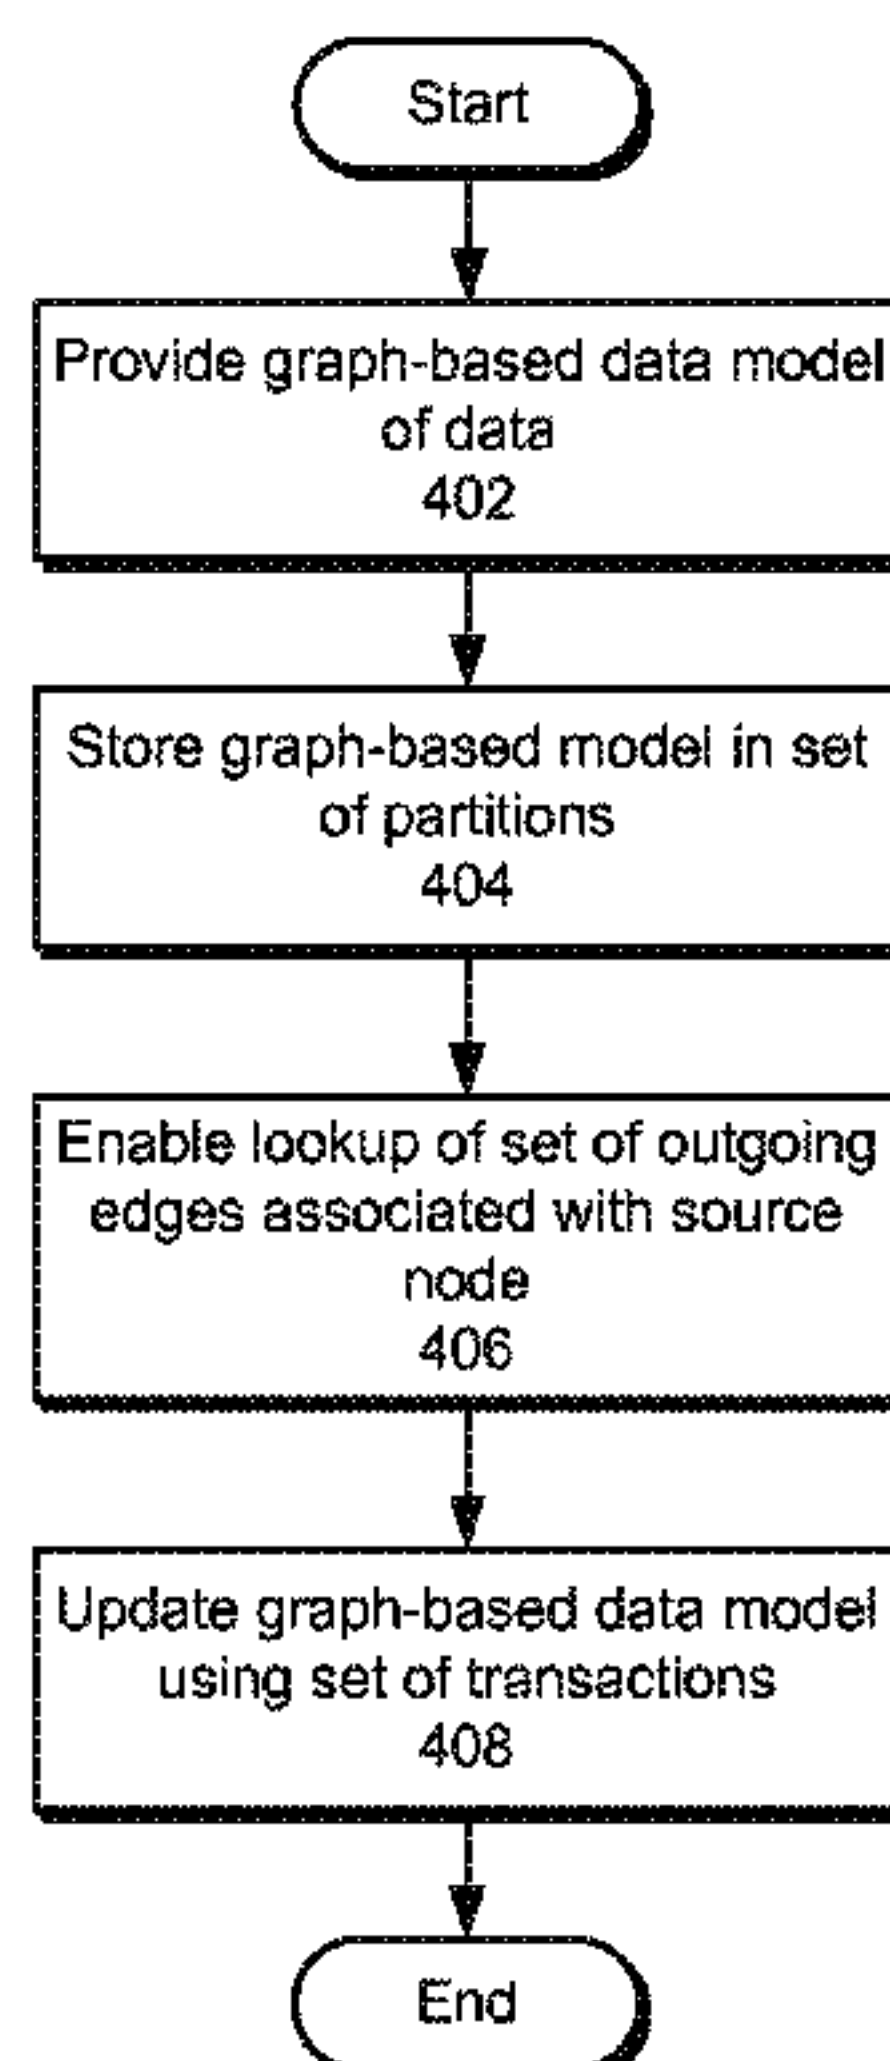 Start
Provide graph-based data model
of data
402
Store graph-based model in set
of partitions
404
Enable lookup of set of outgoing
edges associated with source
node
406
Update graph-based data model
using set of transactions
408
End